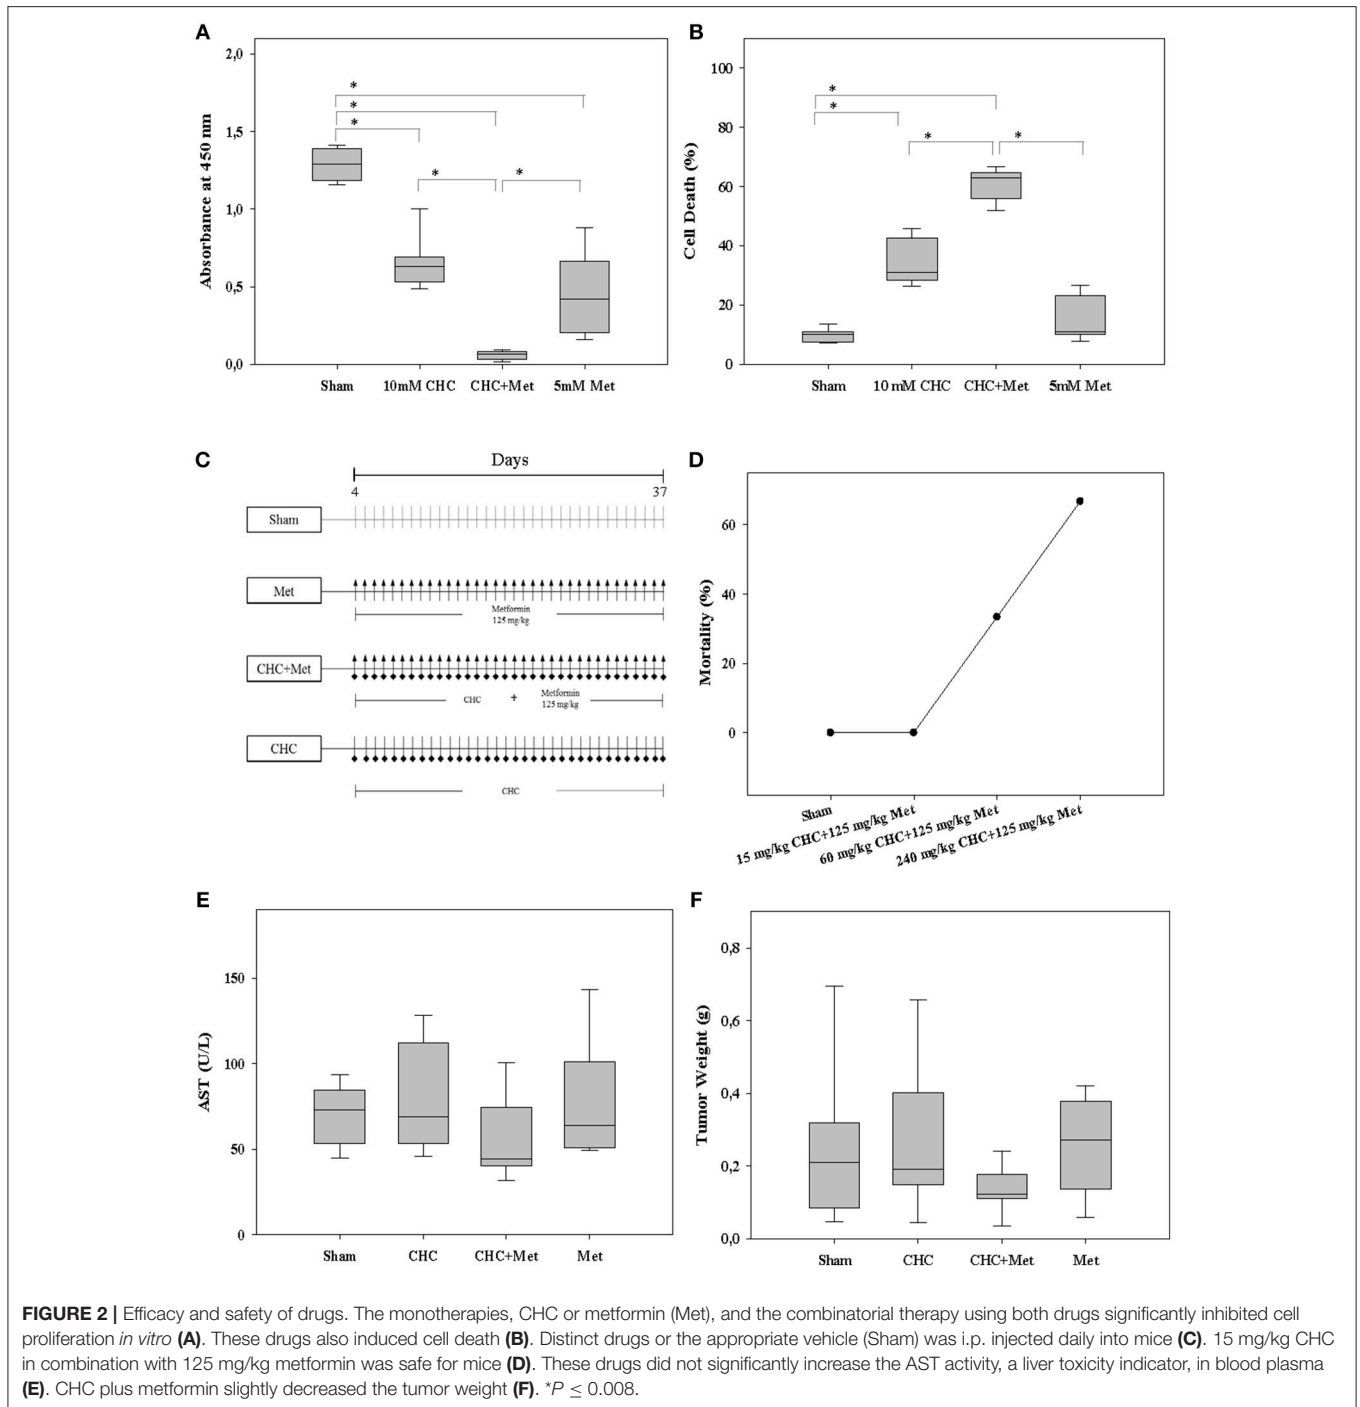 A
Absorbance at 450 nm
2,0
1,5
1,0
0,5
0,0
*
*
*
*
*
Sham 10mM CHC CHC+Met 5mM Met
B
Cell Death (%)
100
80
60
40
20
0
*
*
*
*
Sham 10 mM CHC CHC+Met 5mM Met
C
Days
4 37
Sham
Met
Metformin
125 mg/kg
CHC+Met
CHC + Metformin
125 mg/kg
CHC
CHC
D
Mortality (%)
60
40
20
0
Sham
15 mg/kg CHC+125 mg/kg Met
60 mg/kg CHC+125 mg/kg Met
240 mg/kg CHC+125 mg/kg Met
E
AST (U/L)
150
100
50
0
Sham CHC CHC+Met Met
F
Tumor Weight (g)
0,8
0,6
0,4
0,2
0,0
Sham CHC CHC+Met Met
FIGURE 2 | Efficacy and safety of drugs. The monotherapies, CHC or metformin (Met), and the combinatorial therapy using both drugs significantly inhibited cell
proliferation in vitro (A). These drugs also induced cell death (B). Distinct drugs or the appropriate vehicle (Sham) was i.p. injected daily into mice (C). 15 mg/kg CHC
in combination with 125 mg/kg metformin was safe for mice (D). These drugs did not significantly increase the AST activity, a liver toxicity indicator, in blood plasma
(E). CHC plus metformin slightly decreased the tumor weight (F). *P ≤ 0.008.